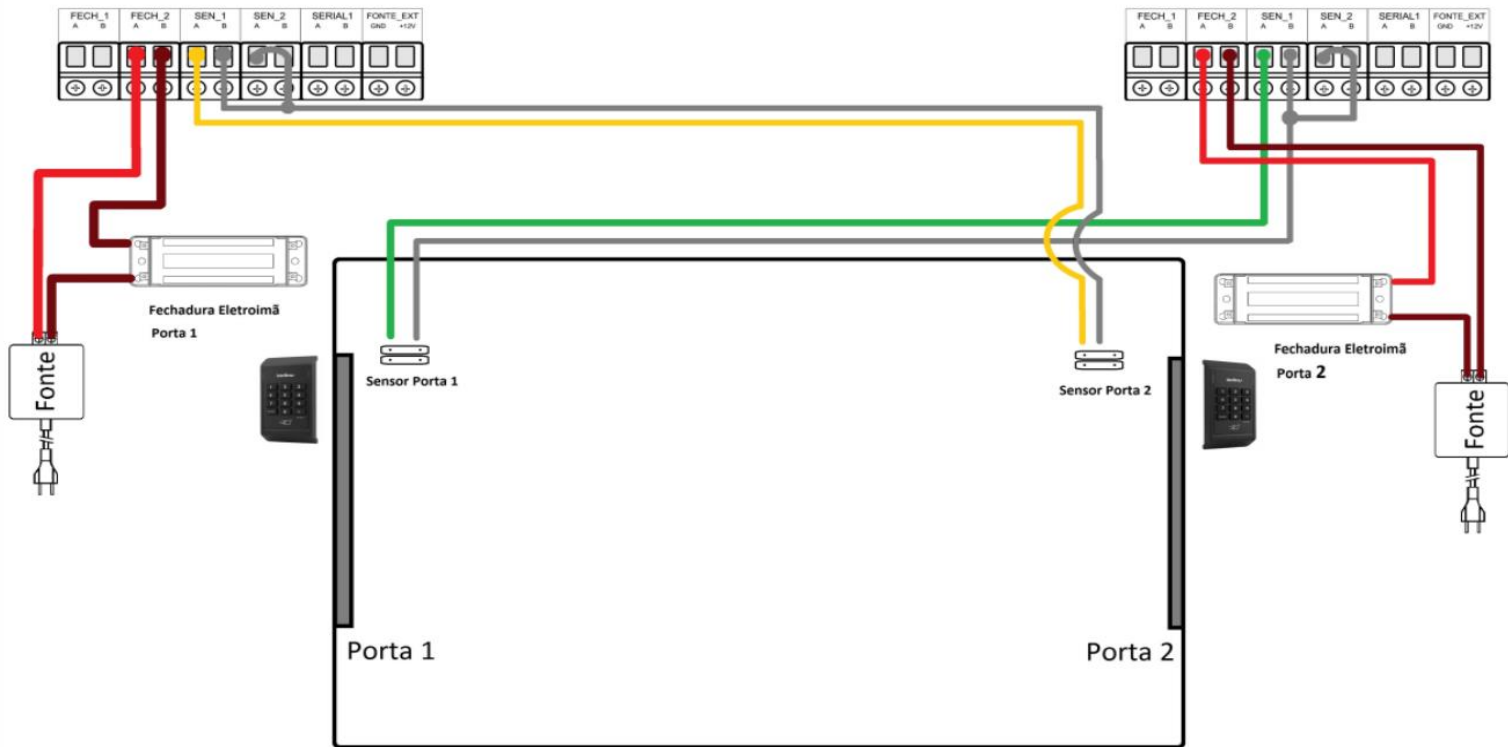 FECH_1 FECH_2 SEN_1 SEN_2 SERIAL1 FONTE_EXT
A B A B A B A B A B GND +12V
FECH_1 FECH_2 SEN_1 SEN_2 SERIAL1 FONTE_EXT
A B A B A B A B A B GND +12V
Fechadura Eletroimã
Porta 1
Fonte
Sensor Porta 1
Sensor Porta 2
Fechadura Eletroimã
Porta 2
Fonte
Porta 1
Porta 2